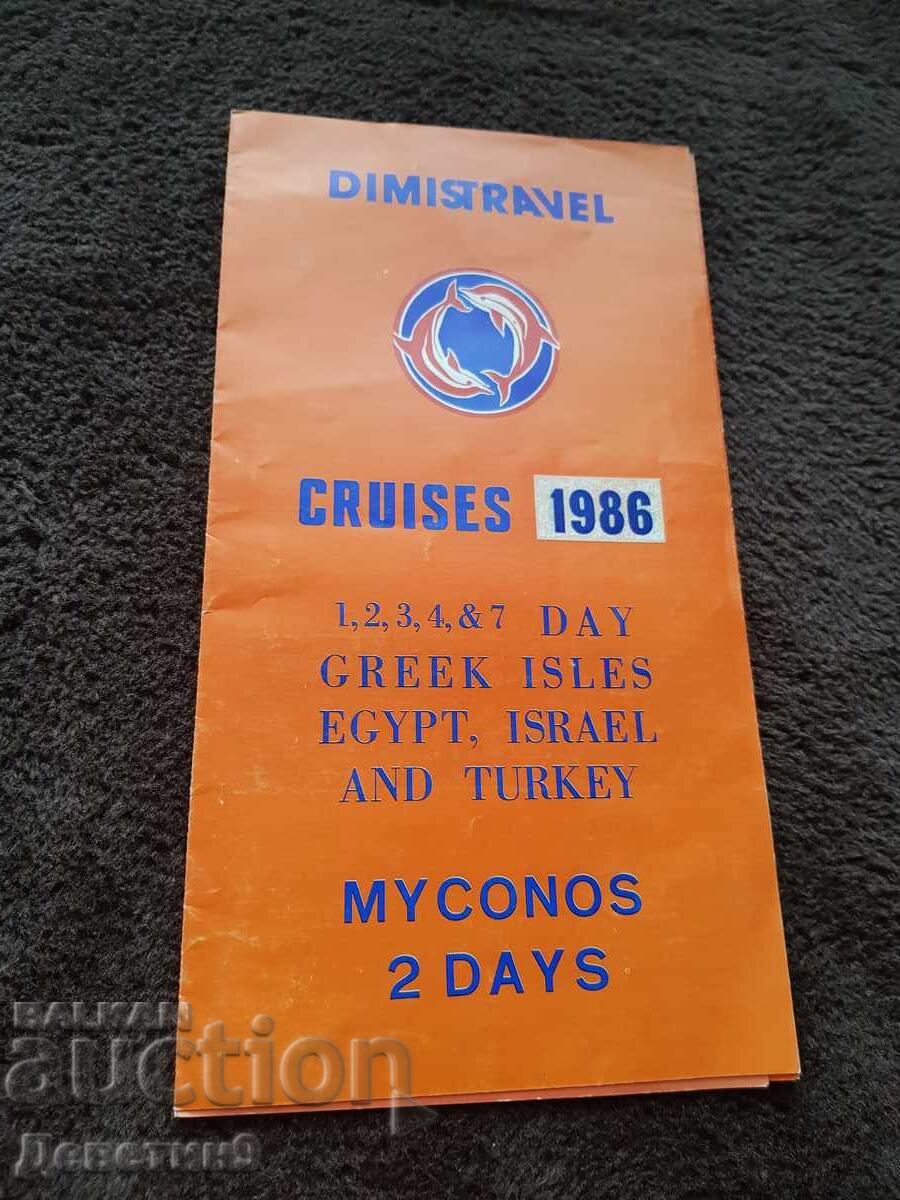 DIMISTRAVEL
CRUISES 1986
1, 2, 3, 4, & 7 DAY
GREEK ISLES
EGYPT, ISRAEL
AND TURKEY
MYCONOS
2 DAYS
BALKAN
auction
Деветин9